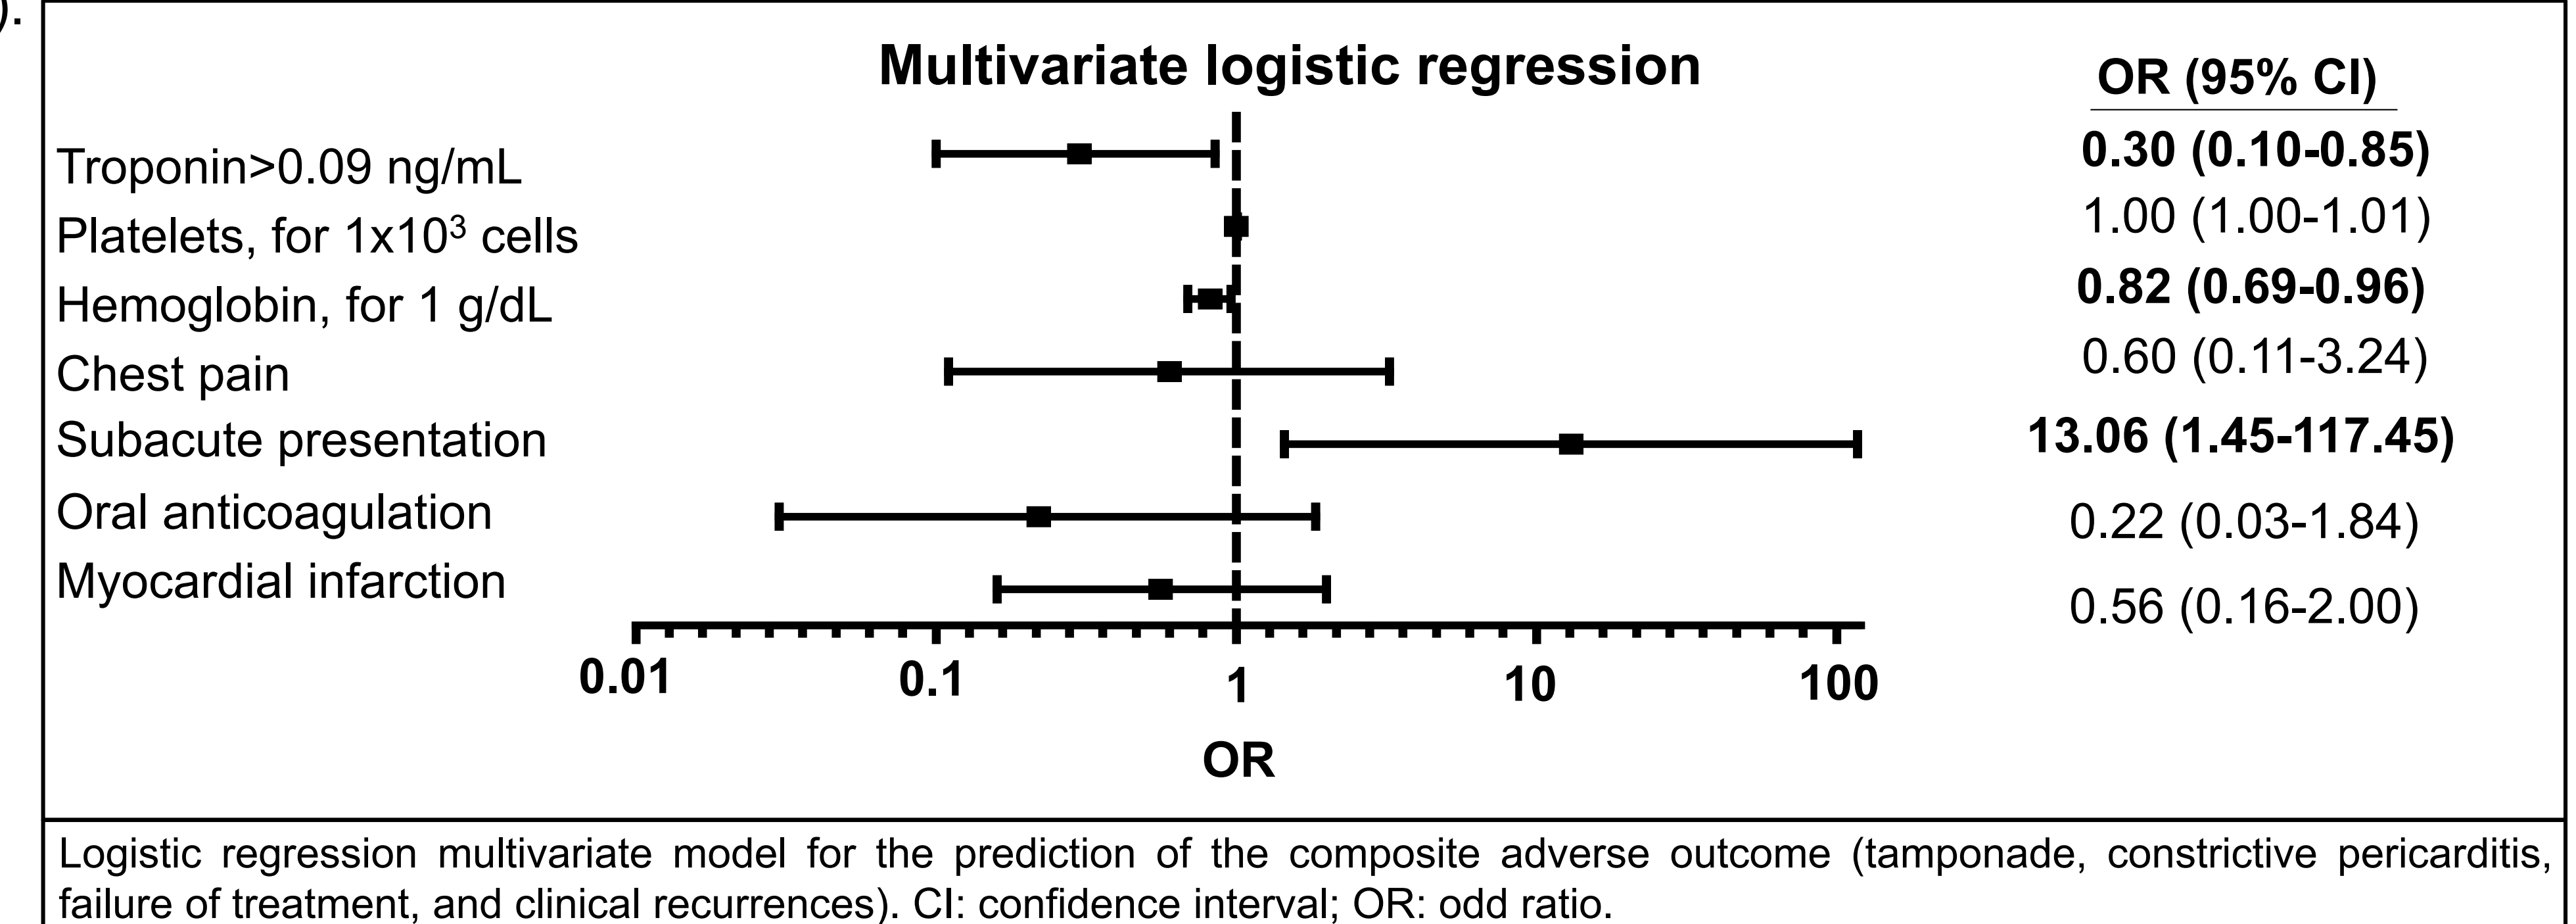 ).
Multivariate logistic regression
OR (95% CI)
Troponin>0.09 ng/mL 0.30 (0.10-0.85)
Platelets, for 1x10³ cells 1.00 (1.00-1.01)
Hemoglobin, for 1 g/dL 0.82 (0.69-0.96)
Chest pain 0.60 (0.11-3.24)
Subacute presentation 13.06 (1.45-117.45)
Oral anticoagulation 0.22 (0.03-1.84)
Myocardial infarction 0.56 (0.16-2.00)
0.01 0.1 1 10 100
OR
Logistic regression multivariate model for the prediction of the composite adverse outcome (tamponade, constrictive pericarditis,
failure of treatment, and clinical recurrences). CI: confidence interval; OR: odd ratio.